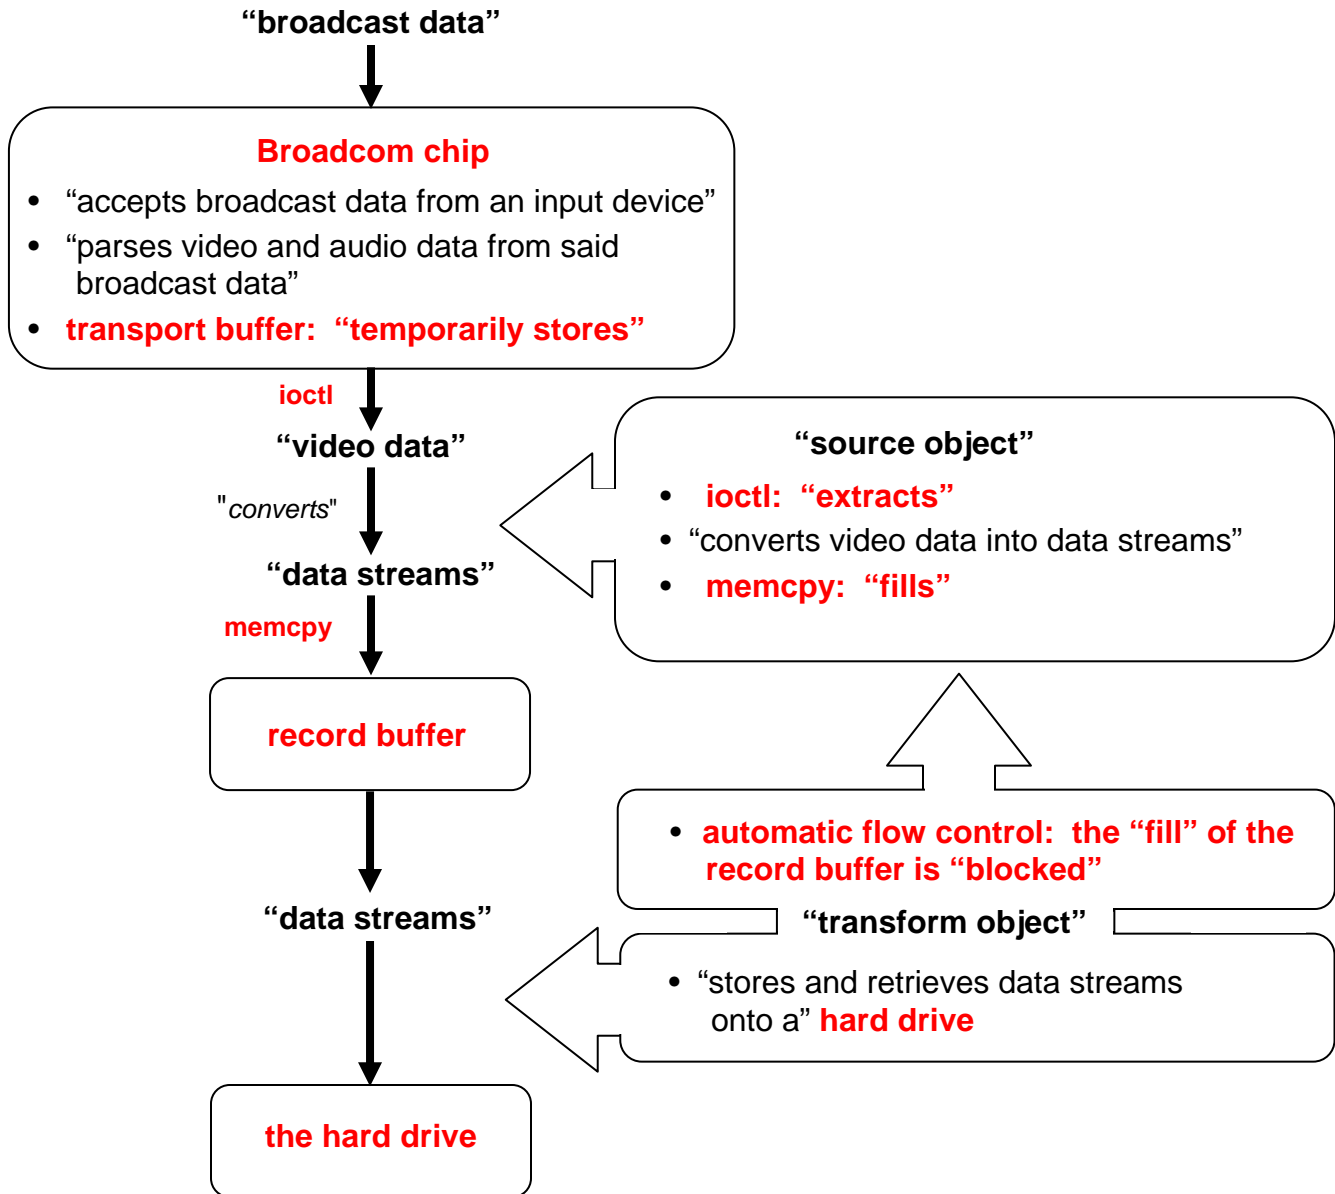 “broadcast data”
Broadcom chip
• “accepts broadcast data from an input device”
• “parses video and audio data from said
broadcast data”
• transport buffer: “temporarily stores”
ioctl
“video data”
"converts"
“data streams”
memcpy
“source object”
• ioctl: “extracts”
• “converts video data into data streams”
• memcpy: “fills”
record buffer
• automatic flow control: the “fill” of the
record buffer is “blocked”
“data streams”
“transform object”
• “stores and retrieves data streams
onto a” hard drive
the hard drive